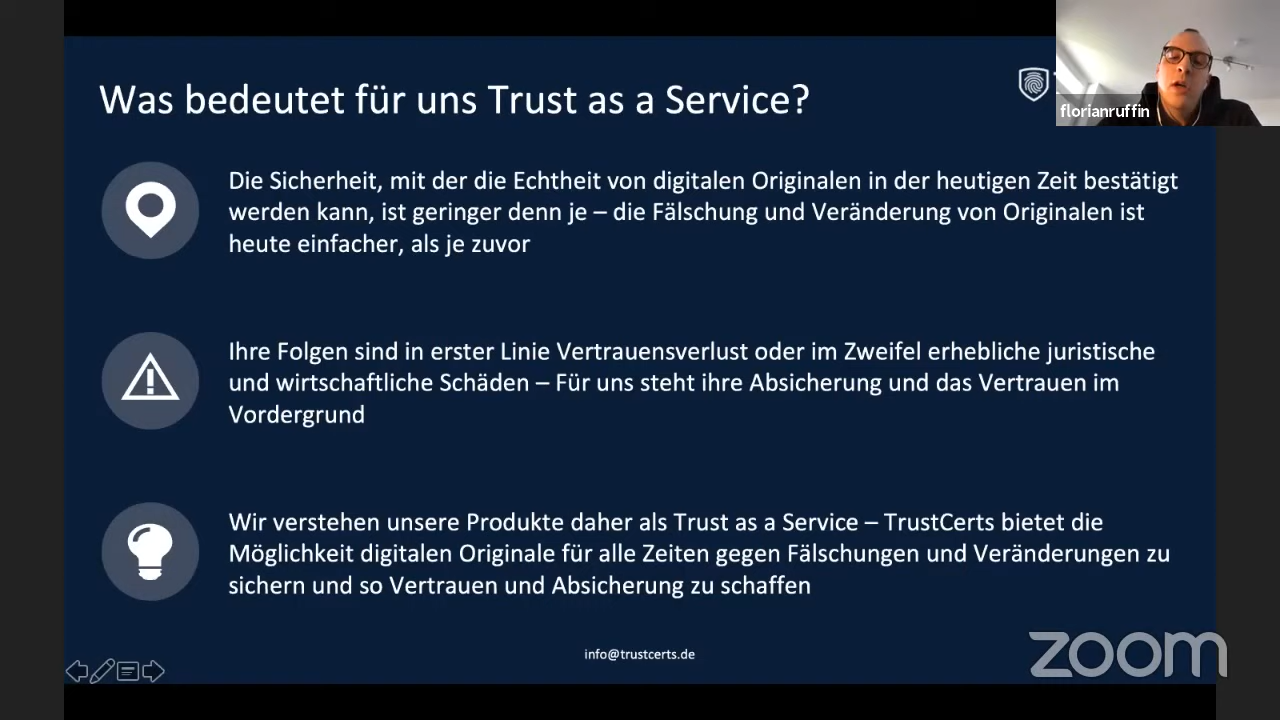 Was bedeutet für uns Trust as a Service?
florianruffin
Die Sicherheit, mit der die Echtheit von digitalen Originalen in der heutigen Zeit bestätigt
werden kann, ist geringer denn je – die Fälschung und Veränderung von Originalen ist
heute einfacher, als je zuvor
Ihre Folgen sind in erster Linie Vertrauensverlust oder im Zweifel erhebliche juristische
und wirtschaftliche Schäden – Für uns steht ihre Absicherung und das Vertrauen im
Vordergrund
Wir verstehen unsere Produkte daher als Trust as a Service – TrustCerts bietet die
Möglichkeit digitalen Originale für alle Zeiten gegen Fälschungen und Veränderungen zu
sichern und so Vertrauen und Absicherung zu schaffen
info@trustcerts.de
zoom